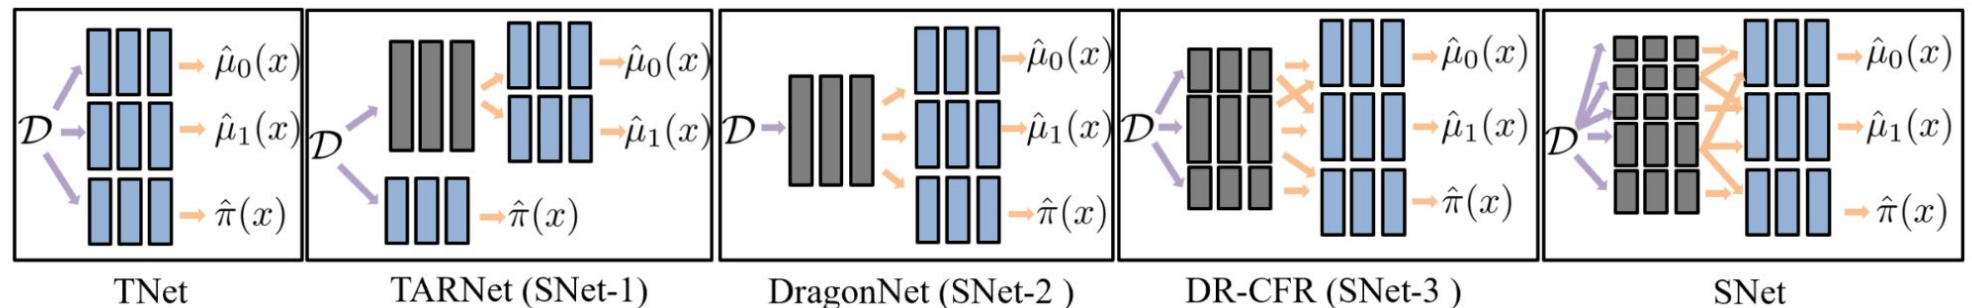 𝒟
μ̂₀(x)
μ̂₁(x)
π̂(x)
TNet
𝒟
μ̂₀(x)
μ̂₁(x)
π̂(x)
TARNet (SNet-1)
𝒟
μ̂₀(x)
μ̂₁(x)
π̂(x)
DragonNet (SNet-2 )
𝒟
μ̂₀(x)
μ̂₁(x)
π̂(x)
DR-CFR (SNet-3 )
𝒟
μ̂₀(x)
μ̂₁(x)
π̂(x)
SNet